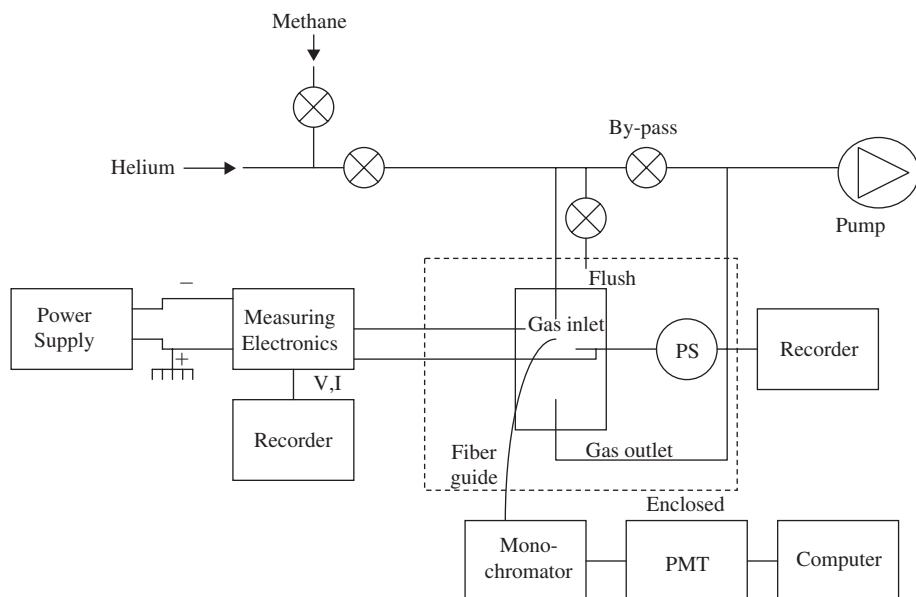 Methane
By-pass
Helium
Pump
Flush
−
Power
Supply
Measuring
Electronics
Gas inlet
PS
Recorder
+
V,I
Recorder
Fiber
guide
Gas outlet
Enclosed
Mono-
chromator
PMT
Computer